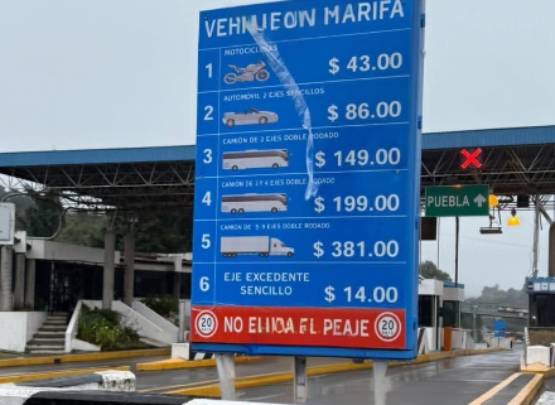 MARIFA
1 MOTOCICLETAS $ 43.00
2 AUTOMOVIL 2 EJES SENCILLOS $ 86.00
3 CAMION DE 2 EJES DOBLE RODADO $ 149.00
4 CAMION DE 3 Y 4 EJES DOBLE RODADO $ 199.00
5 CAMION DE 5-9 EJES DOBLE RODADO $ 381.00
6 EJE EXCEDENTE
SENCILLO $ 14.00
20 NO EL PEAJE 20
PUEBLA